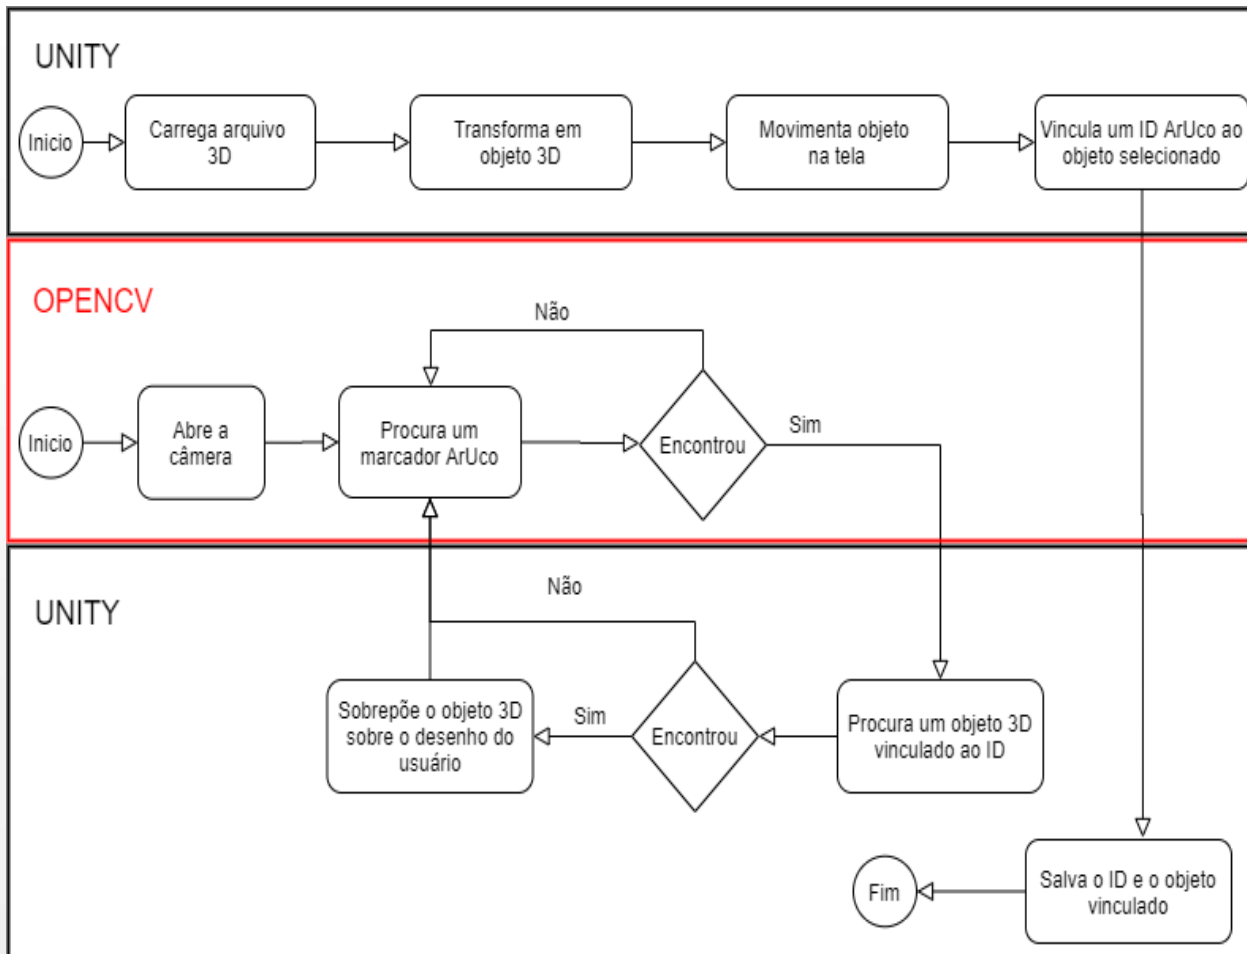 UNITY
Inicio
Carrega arquivo
3D
Transforma em
objeto 3D
Movimenta objeto
na tela
Vincula um ID ArUco ao
objeto selecionado
OPENCV
Não
Inicio
Abre a
câmera
Procura um
marcador ArUco
Encontrou
Sim
UNITY
Não
Sobrepõe o objeto 3D
sobre o desenho do
usuário
Sim
Encontrou
Procura um objeto 3D
vinculado ao ID
Fim
Salva o ID e o objeto
vinculado